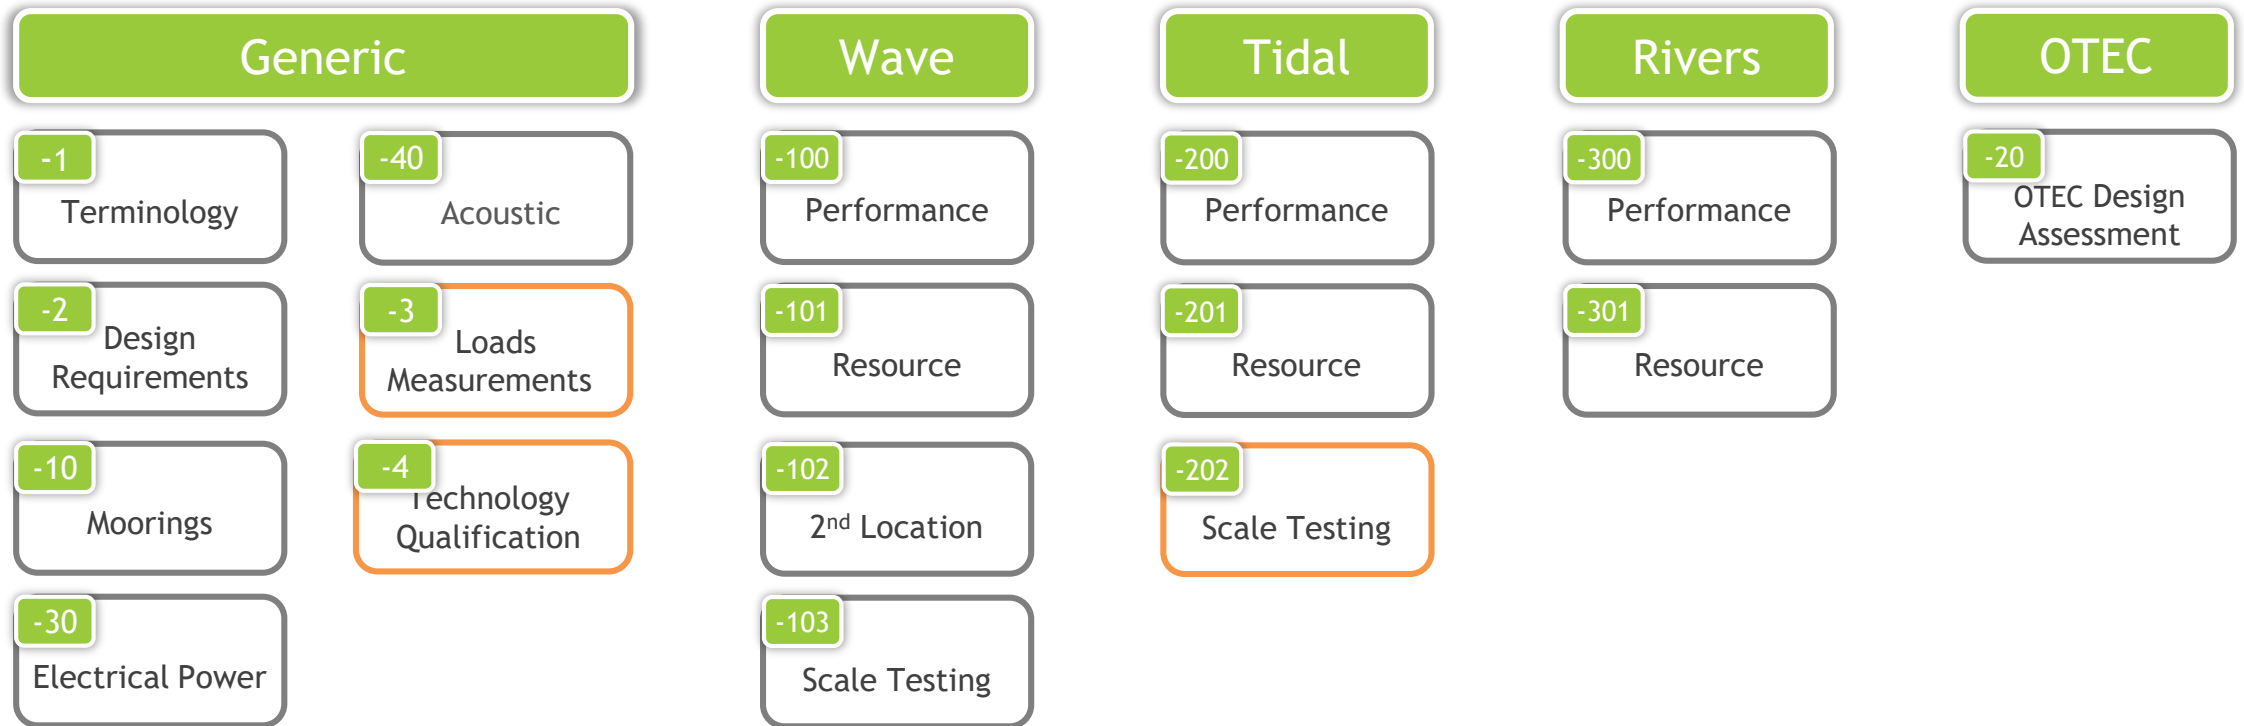 Generic
-1
Terminology
-40
Acoustic
-2
Design
Requirements
-3
Loads
Measurements
-10
Moorings
-4
Technology
Qualification
-30
Electrical Power
Wave
-100
Performance
-101
Resource
-102
2nd Location
-103
Scale Testing
Tidal
-200
Performance
-201
Resource
-202
Scale Testing
Rivers
-300
Performance
-301
Resource
OTEC
-20
OTEC Design
Assessment